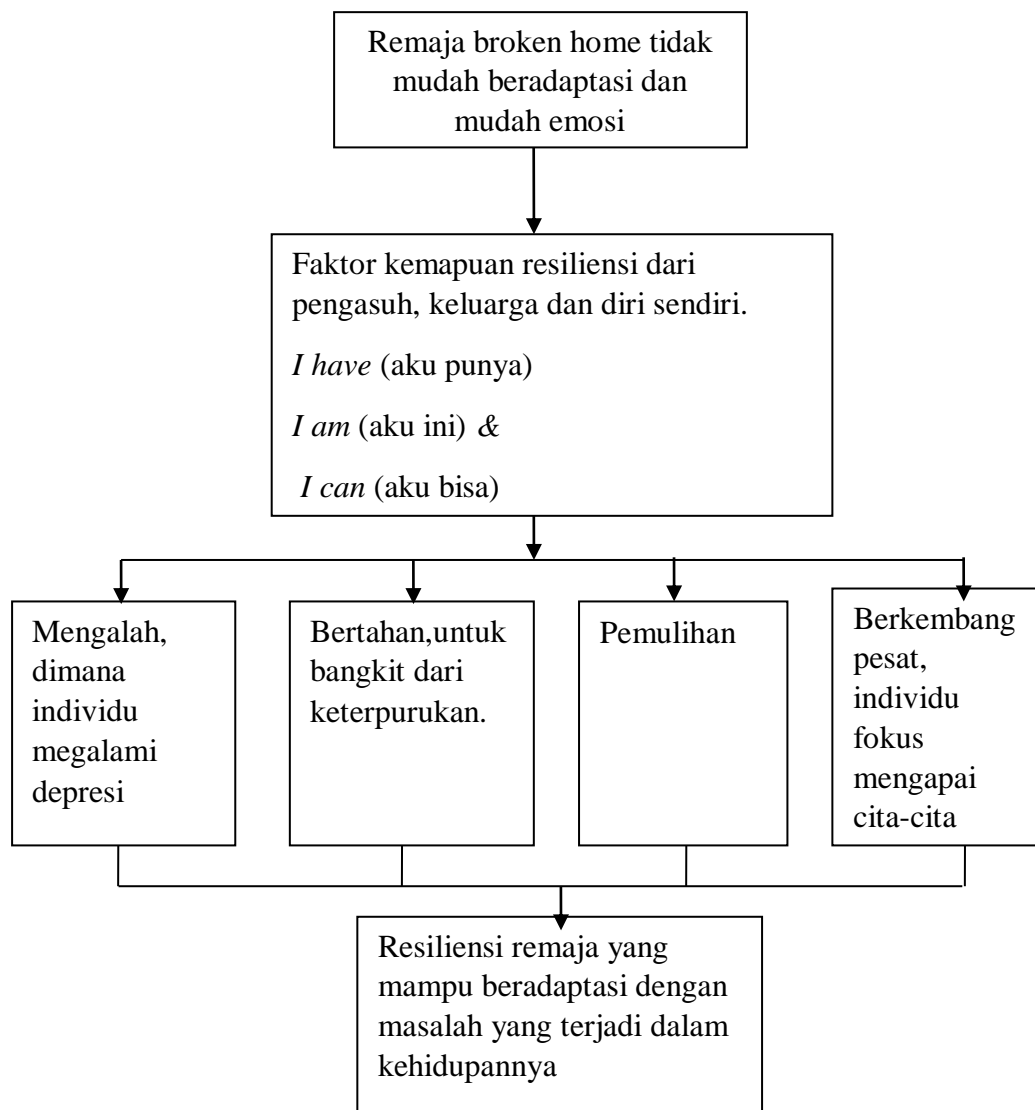 Remaja broken home tidak
mudah beradaptasi dan
mudah emosi
Faktor kemapuan resiliensi dari
pengasuh, keluarga dan diri sendiri.
I have (aku punya)
I am (aku ini) &
I can (aku bisa)
Mengalah,
dimana
individu
megalami
depresi
Bertahan,untuk
bangkit dari
keterpurukan.
Pemulihan
Berkembang
pesat,
individu
fokus
mengapai
cita-cita
Resiliensi remaja yang
mampu beradaptasi dengan
masalah yang terjadi dalam
kehidupannya